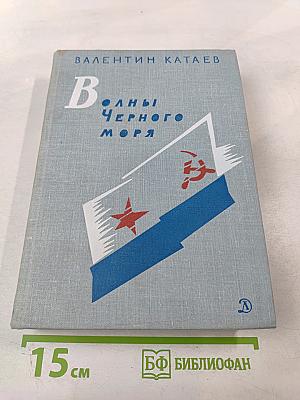 ВАЛЕНТИН КАТАЕВ
Волны
Черного
моря
Д
15 см
БФ БИБЛИОФАН